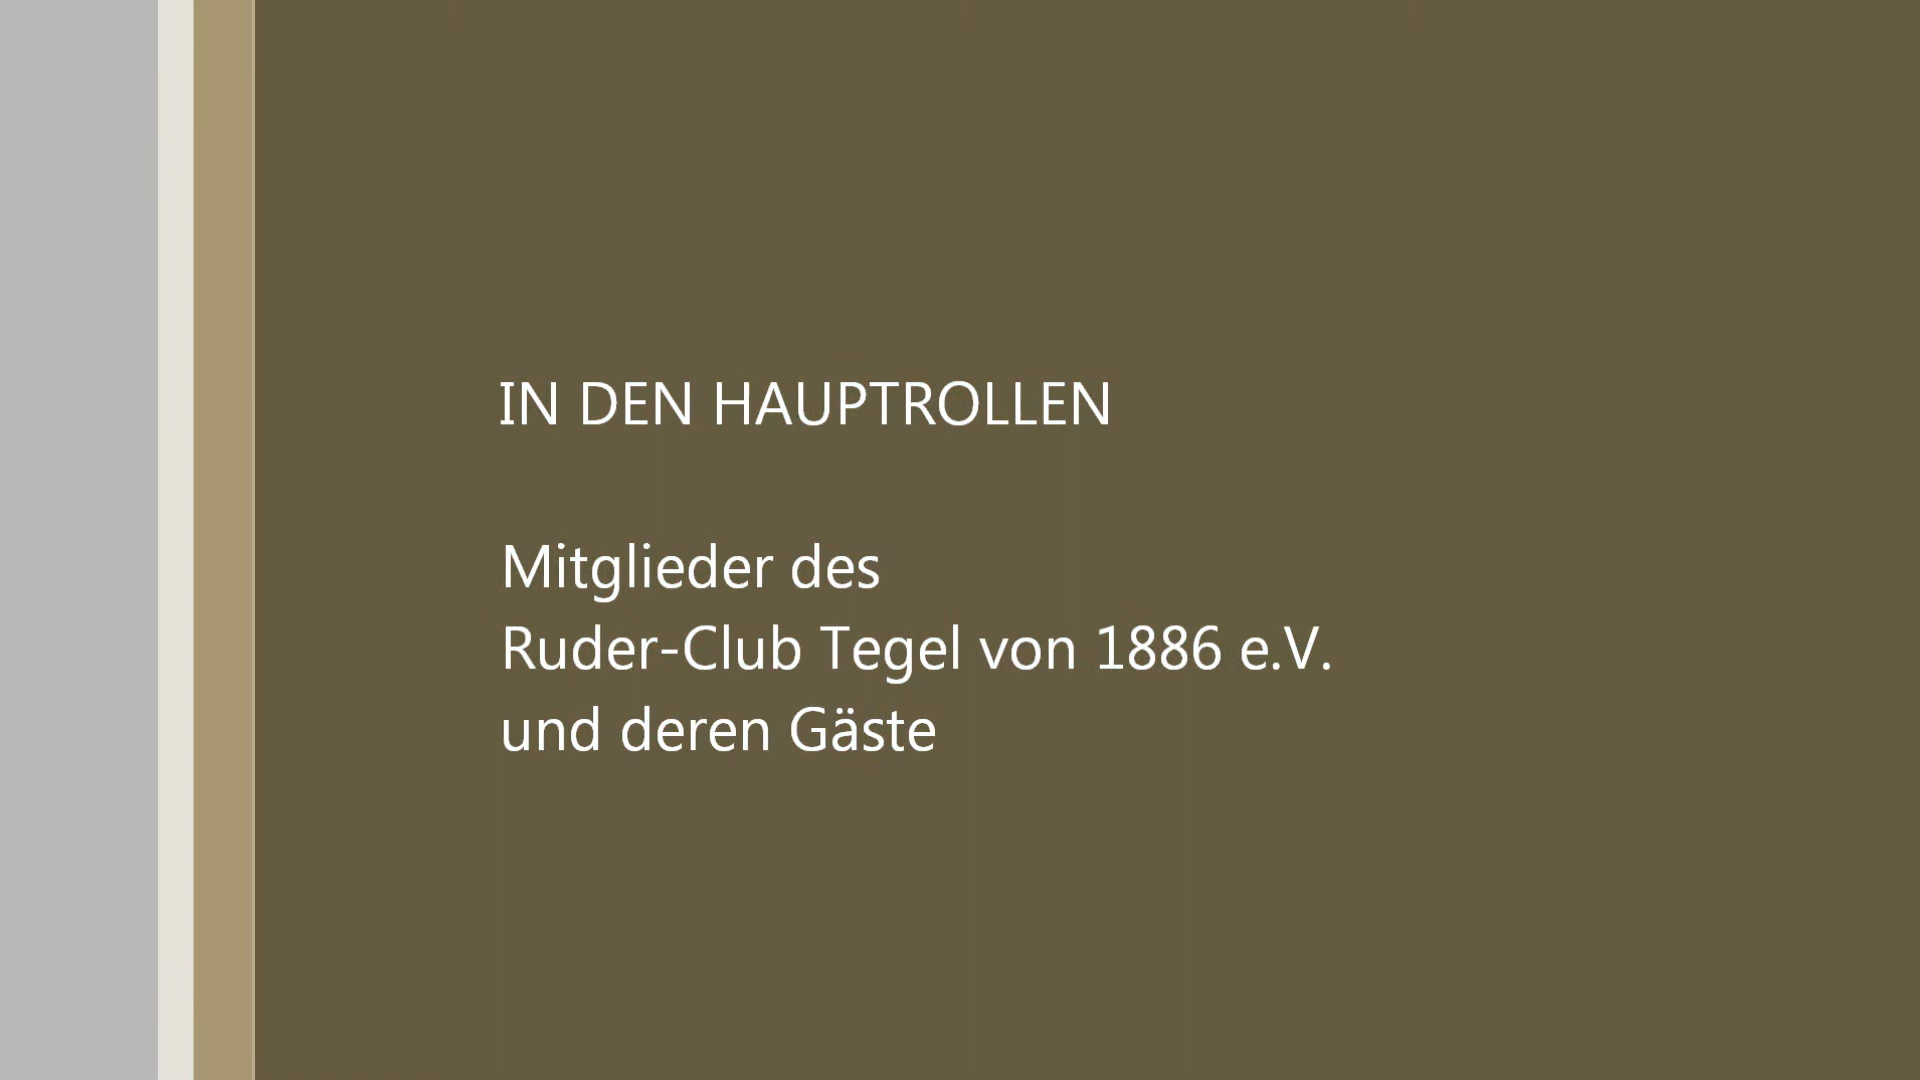 IN DEN HAUPTROLLEN
Mitglieder des
Ruder-Club Tegel von 1886 e.V.
und deren Gäste